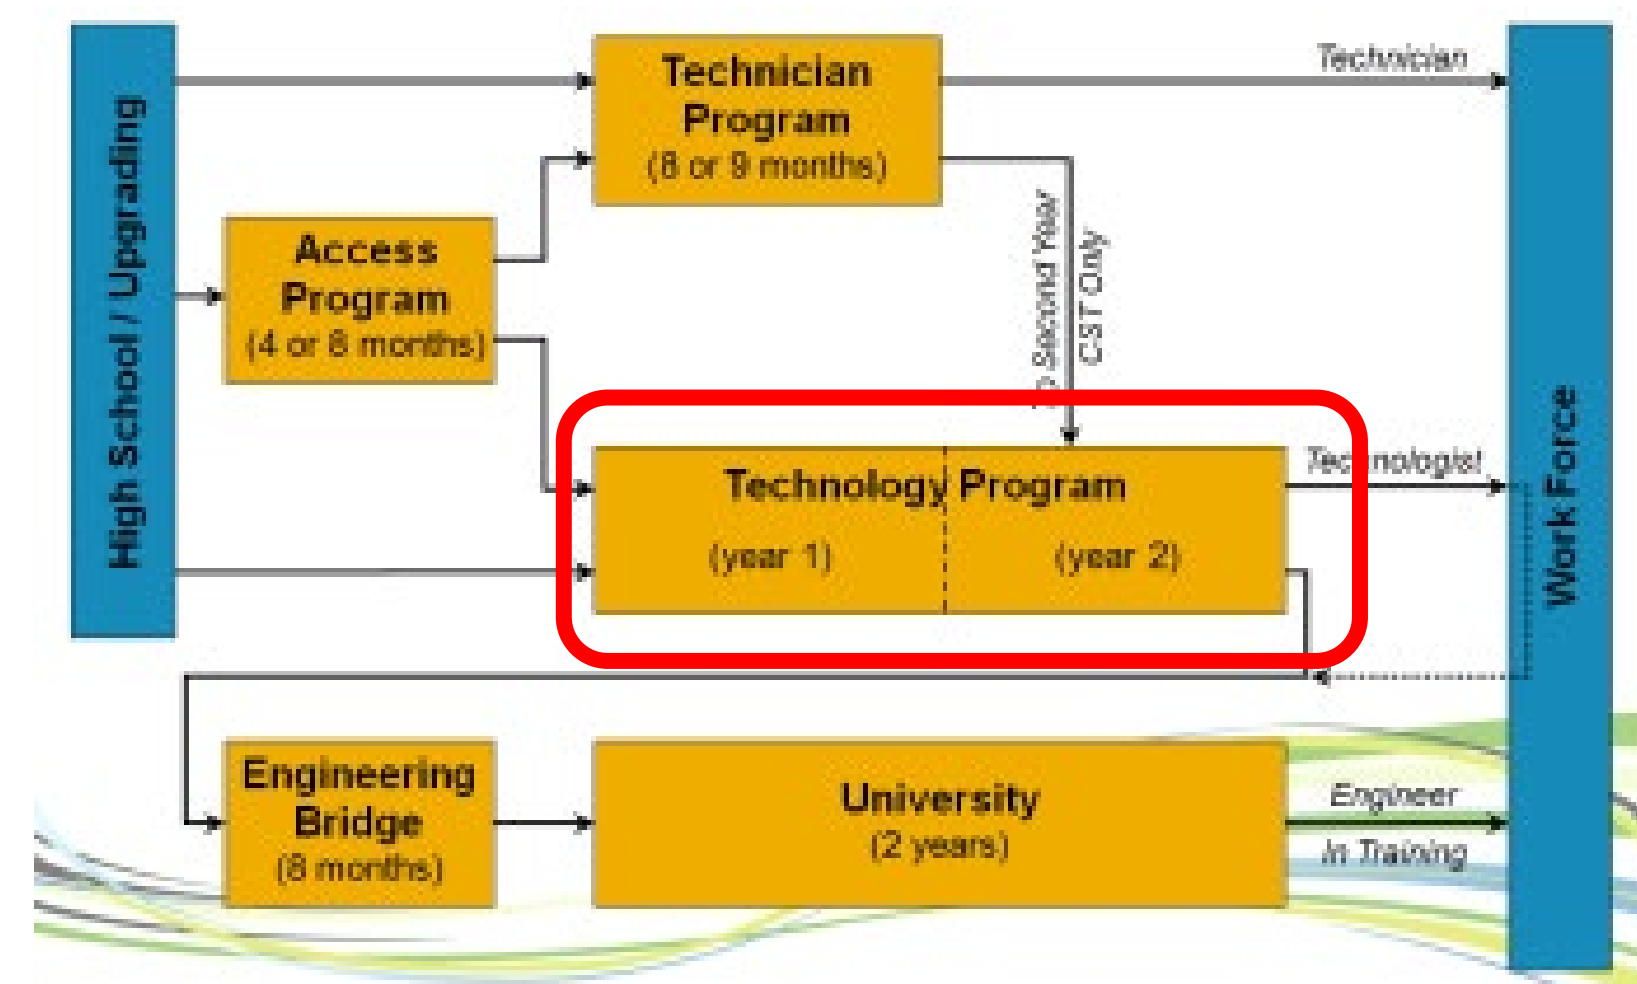 High School / Upgrading
Technician
Program
(8 or 9 months)
Technician
Access
Program
(4 or 8 months)
Second Year
CST Only
Technology Program
(year 1)
(year 2)
Technologist
Work Force
Engineering
Bridge
(8 months)
University
(2 years)
Engineer
In Training